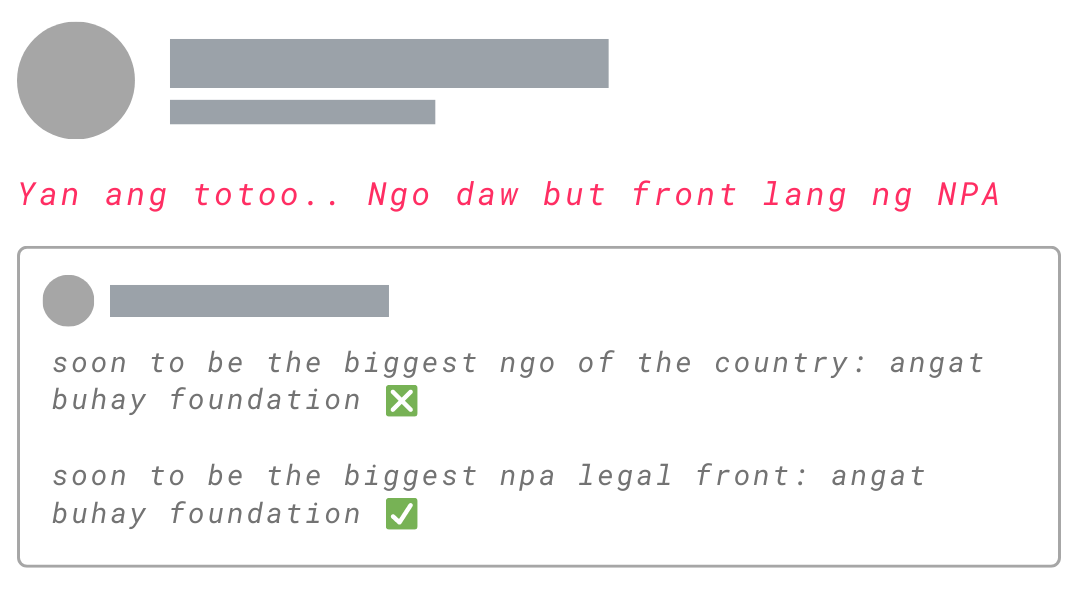 Yan ang totoo.. Ngo daw but front lang ng NPA
soon to be the biggest ngo of the country: angat
buhay foundation ❎
soon to be the biggest npa legal front: angat
buhay foundation ✅